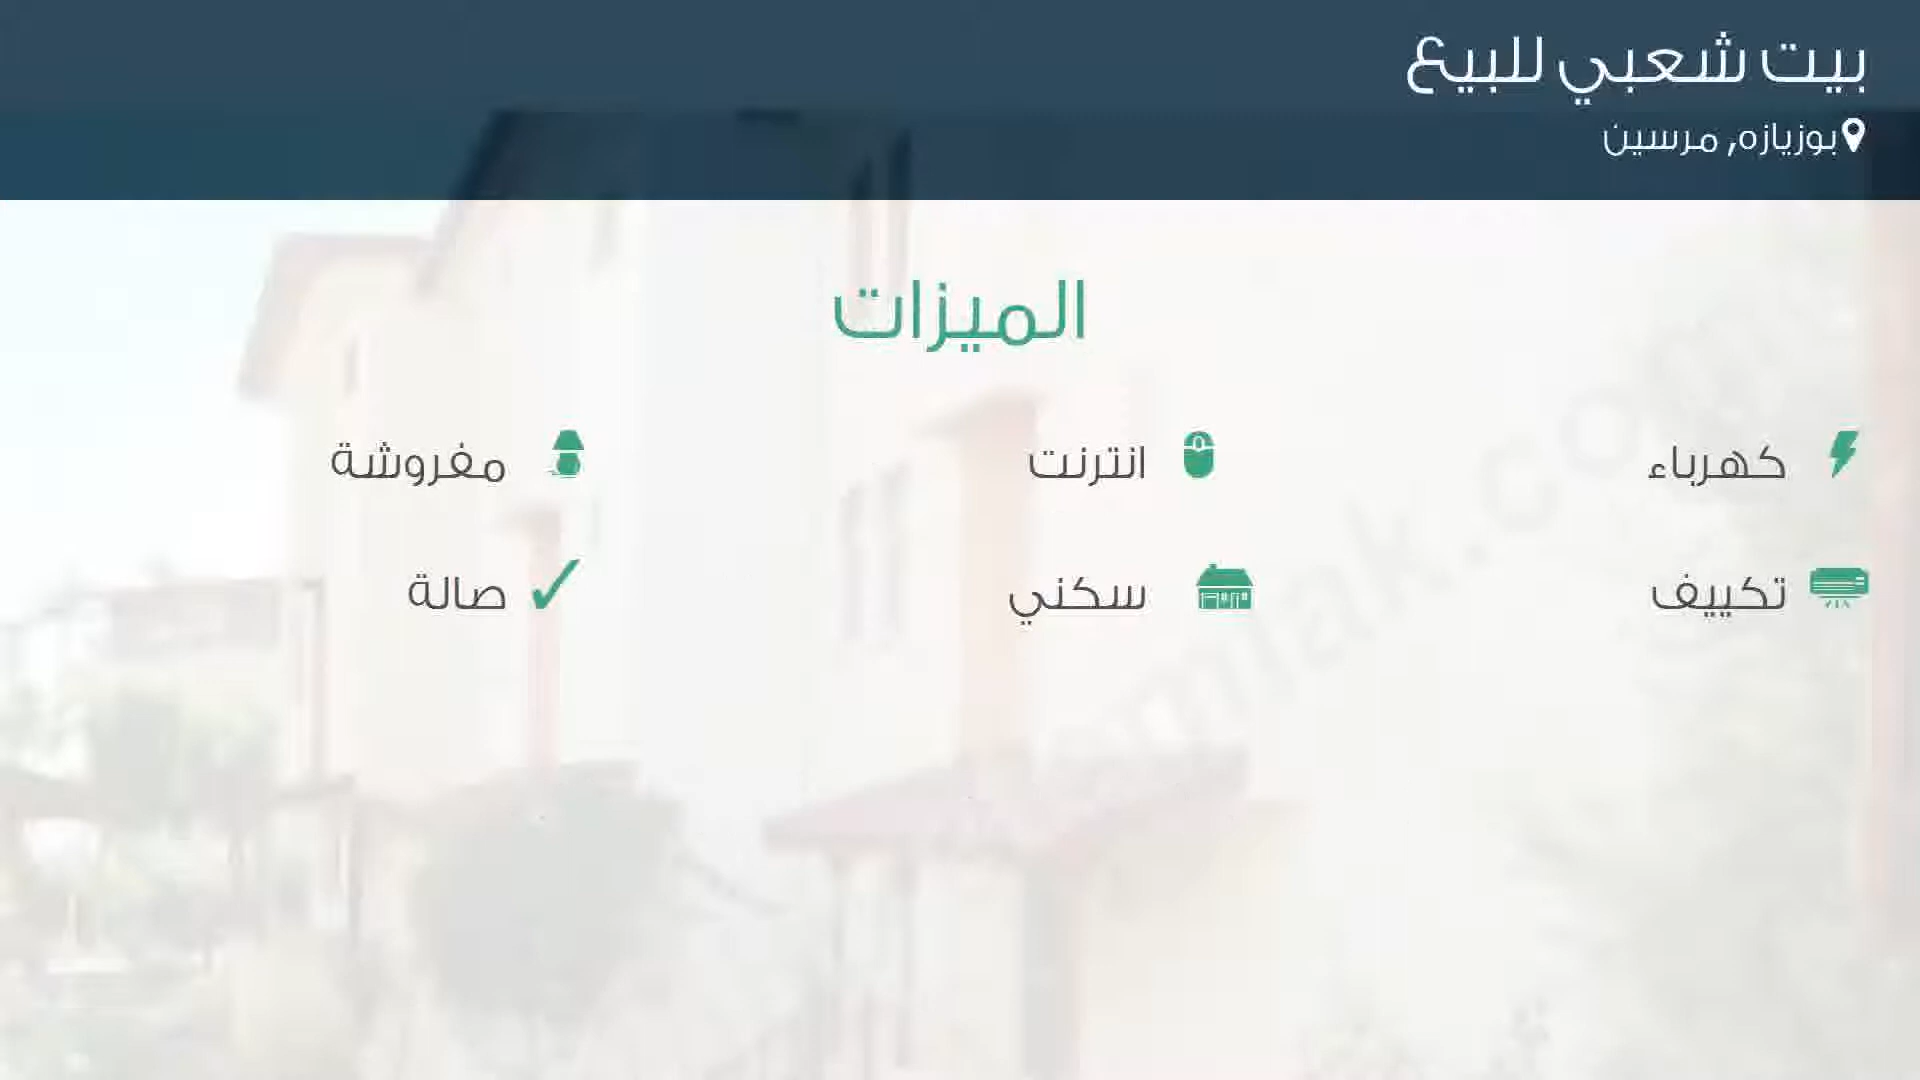 بيت شعبي للبيع
بوزيازه, مرسين
الميزات
كهرباء
انترنت
مفروشة
تكييف
سكني
صالة